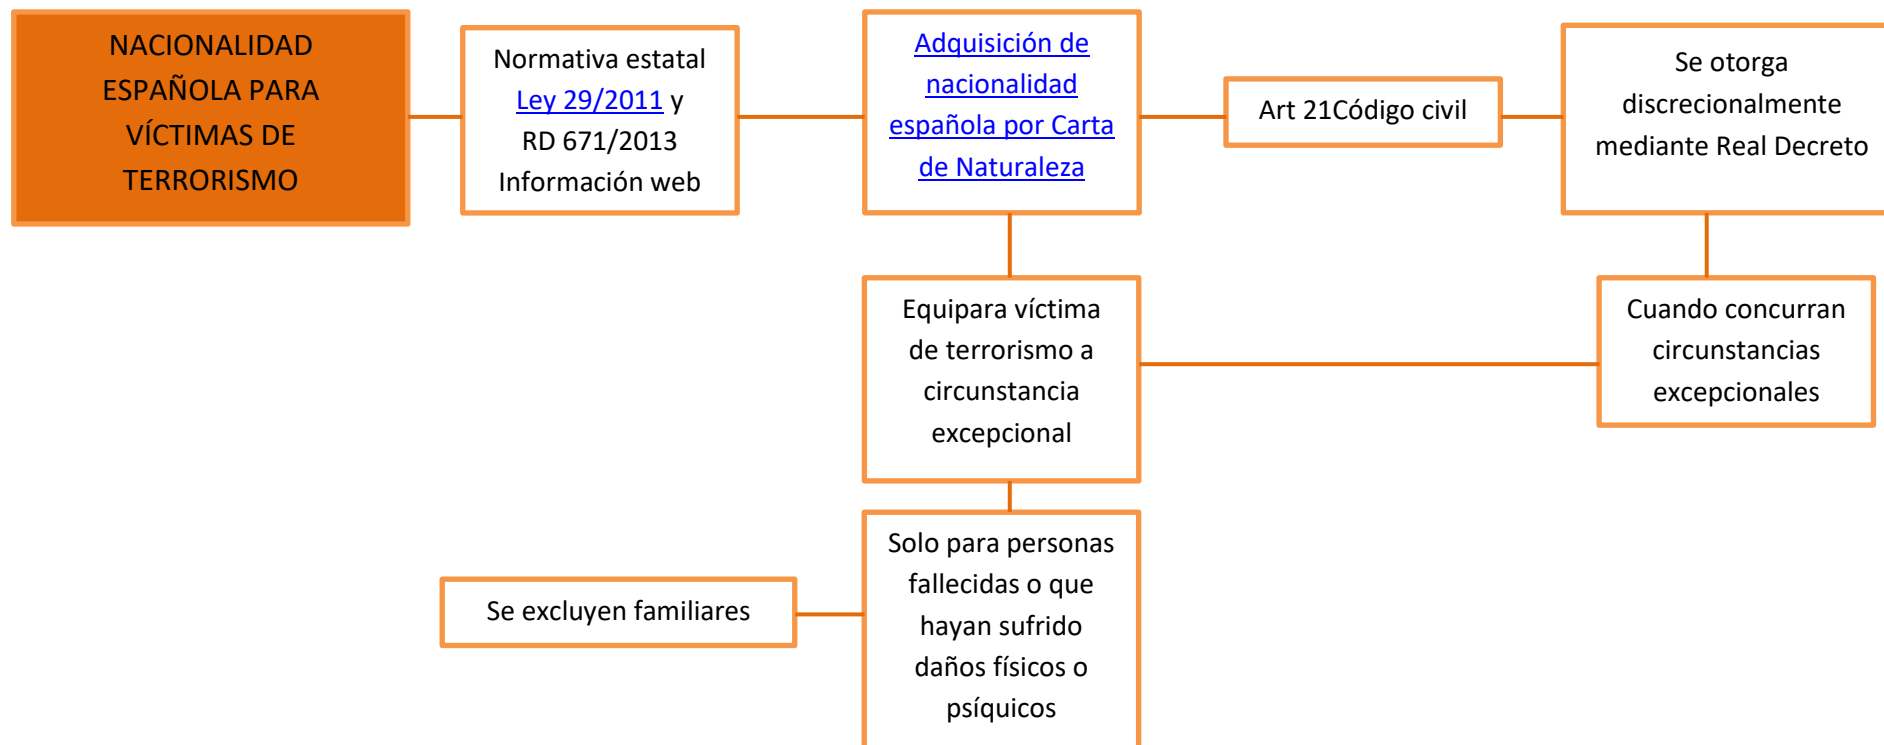 NACIONALIDAD
ESPAÑOLA PARA
VÍCTIMAS DE
TERRORISMO
Normativa estatal
Ley 29/2011 y
RD 671/2013
Información web
Adquisición de
nacionalidad
española por Carta
de Naturaleza
Art 21Código civil
Se otorga
discrecionalmente
mediante Real Decreto
Equipara víctima
de terrorismo a
circunstancia
excepcional
Cuando concurran
circunstancias
excepcionales
Solo para personas
fallecidas o que
hayan sufrido
daños físicos o
psíquicos
Se excluyen familiares